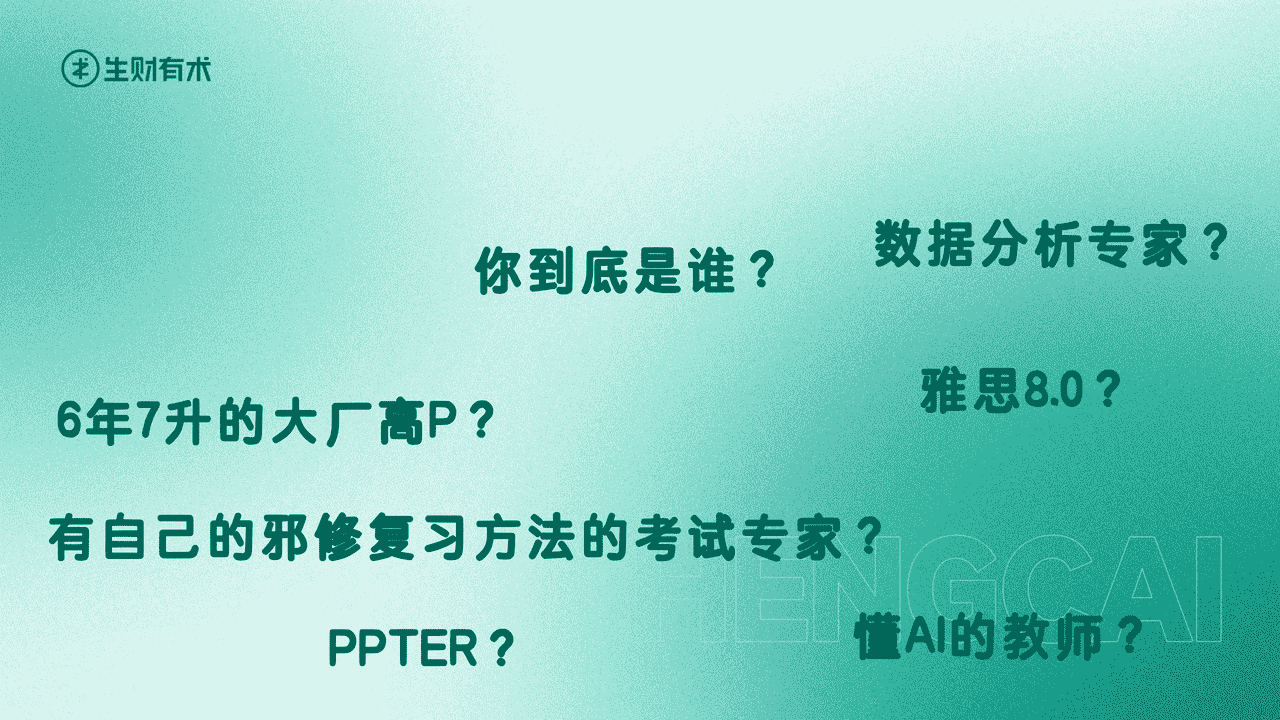 生财有术
数据分析专家？
你到底是谁？
雅思8.0？
6年7升的大厂高P？
有自己的邪修复习方法的考试专家？
HENGCAI
懂AI的教师？
PPTER？